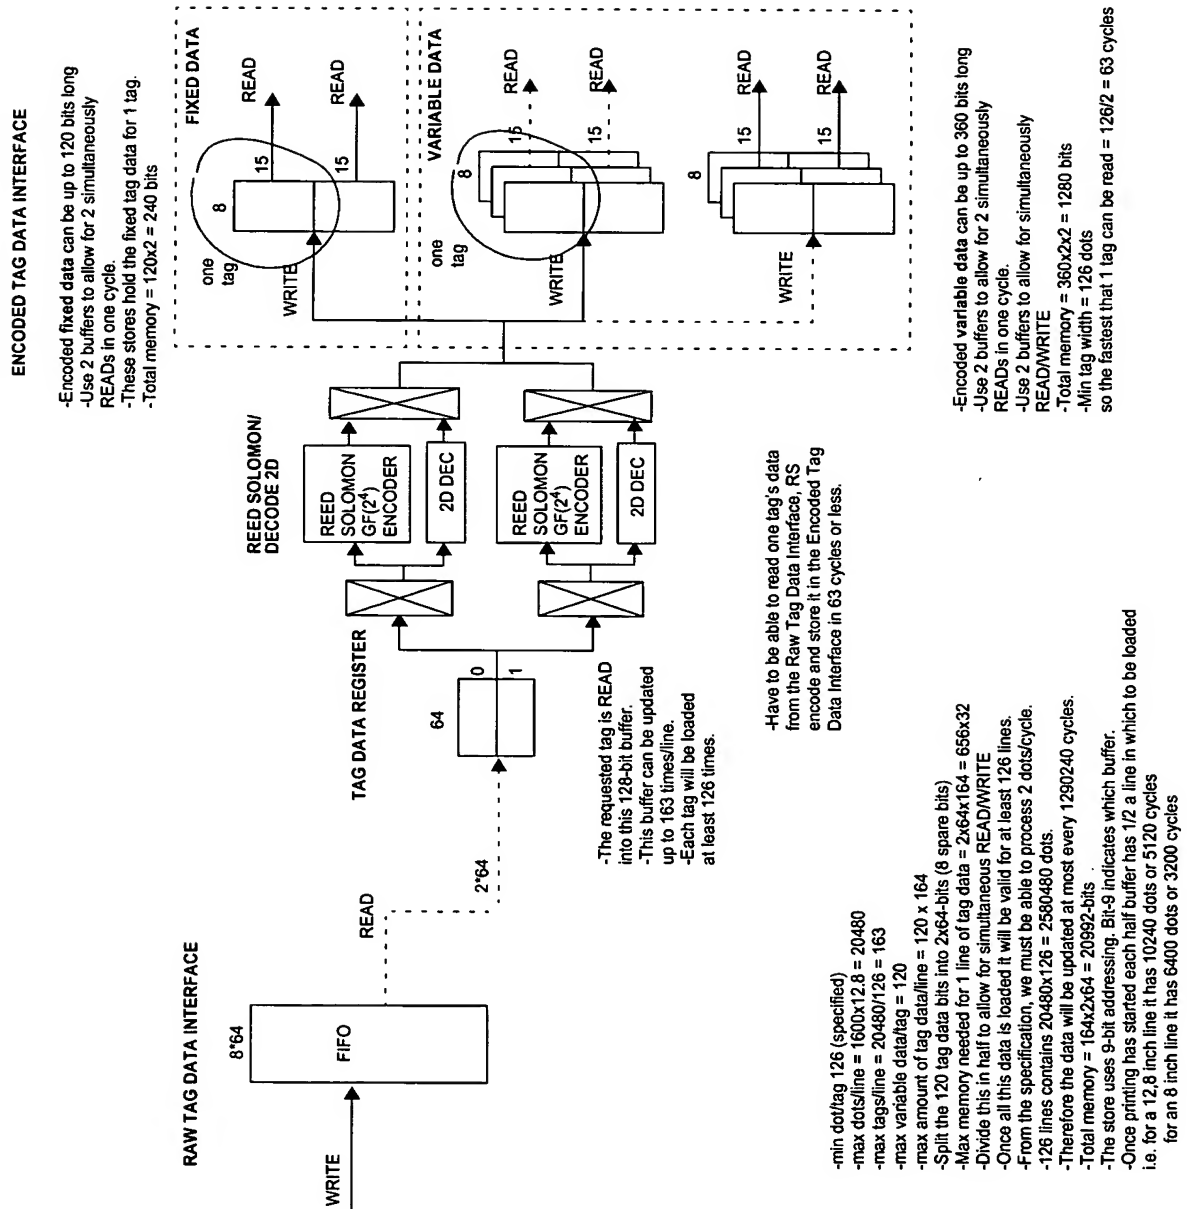 RAW TAG DATA INTERFACE
8*64
WRITE
FIFO
READ
2*64
-min dot/tag 126 (specified)
-max dots/line = 1600x12.8 = 20480
-max tags/line = 20480/126 = 163
-max variable data/tag = 120
-max amount of tag data/line = 120 x 164
-Split the 120 tag data bits into 2x64-bits (8 spare bits)
-Max memory needed for 1 line of tag data = 2x64x164 = 656x32
-Divide this in half to allow for simultaneous READ/WRITE
-Once all this data is loaded it will be valid for at least 126 lines.
-From the specification, we must be able to process 2 dots/cycle.
-126 lines contains 20480x126 = 2580480 dots.
-Therefore the data will be updated at most every 1290240 cycles.
-Total memory = 164x2x64 = 20992-bits
-The store uses 9-bit addressing. Bit-9 indicates which buffer.
-Once printing has started each half buffer has 1/2 a line in which to be loaded
i.e. for a 12,8 inch line it has 10240 dots or 5120 cycles
for an 8 inch line it has 6400 dots or 3200 cycles
TAG DATA REGISTER
64
0
1
-The requested tag is READ
into this 128-bit buffer.
-This buffer can be updated
up to 163 times/line.
-Each tag will be loaded
at least 126 times.
REED SOLOMON/
DECODE 2D
REED
SOLOMON
GF(2⁴)
ENCODER
2D DEC
REED
SOLOMON
GF(2⁴)
ENCODER
2D DEC
-Have to be able to read one tag's data
from the Raw Tag Data Interface, RS
encode and store it in the Encoded Tag
Data Interface in 63 cycles or less.
ENCODED TAG DATA INTERFACE
-Encoded fixed data can be up to 120 bits long
-Use 2 buffers to allow for 2 simultaneously
READs in one cycle.
-These stores hold the fixed tag data for 1 tag.
-Total memory = 120x2 = 240 bits
FIXED DATA
one
tag
8
15
READ
15
READ
WRITE
VARIABLE DATA
one
tag
8
15
READ
15
READ
WRITE
8
15
READ
15
READ
WRITE
-Encoded variable data can be up to 360 bits long
-Use 2 buffers to allow for 2 simultaneously
READs in one cycle.
-Use 2 buffers to allow for simultaneously
READ/WRITE
-Total memory = 360x2x2 = 1280 bits
-Min tag width = 126 dots
so the fastest that 1 tag can be read = 126/2 = 63 cycles